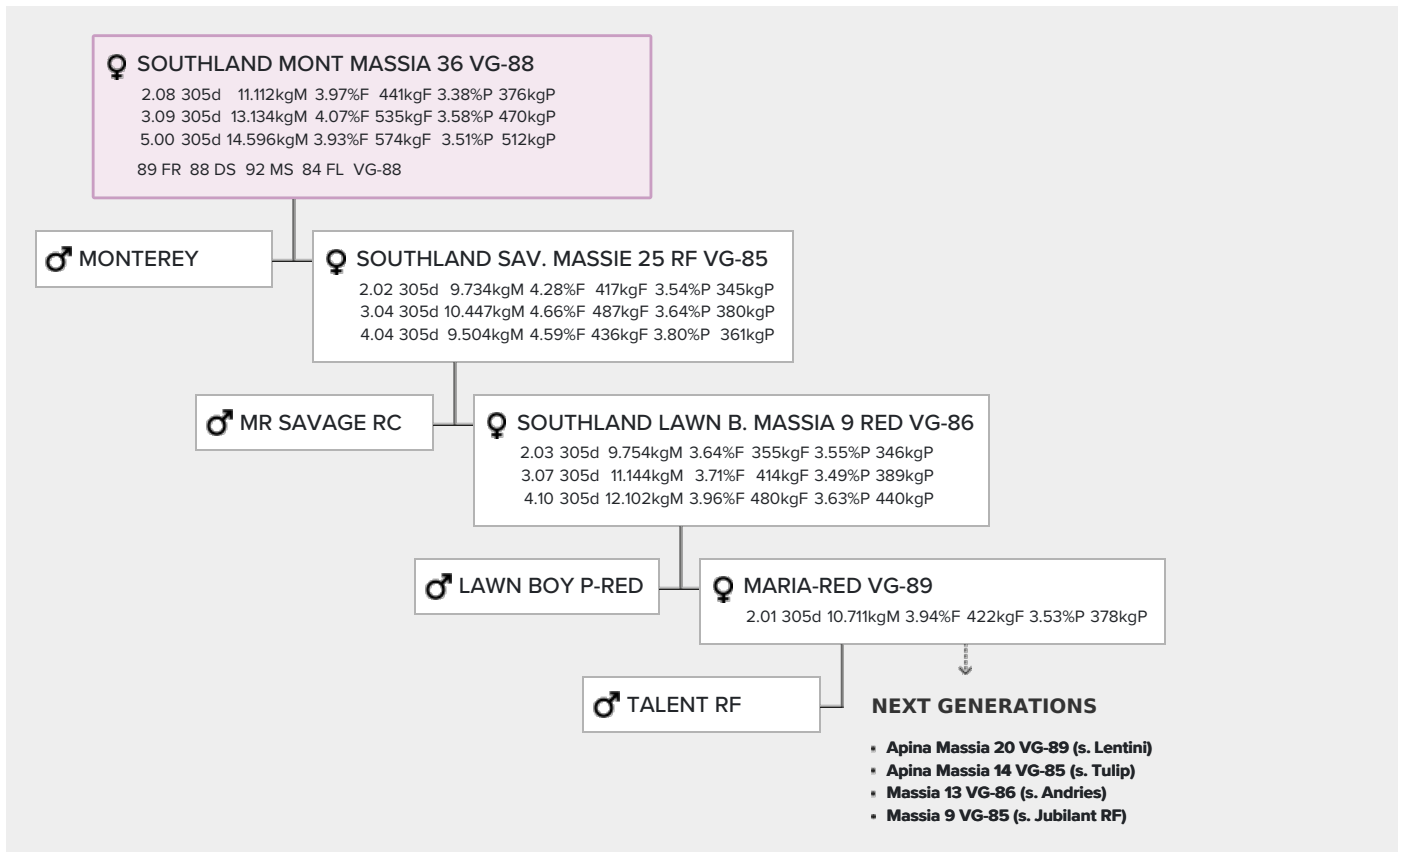 SOUTHLAND MONT MASSIA 36 VG-88
2.08 305d 11.112kgM 3.97%F 441kgF 3.38%P 376kgP
3.09 305d 13.134kgM 4.07%F 535kgF 3.58%P 470kgP
5.00 305d 14.596kgM 3.93%F 574kgF 3.51%P 512kgP
89 FR 88 DS 92 MS 84 FL VG-88
MONTEREY
SOUTHLAND SAV. MASSIE 25 RF VG-85
2.02 305d 9.734kgM 4.28%F 417kgF 3.54%P 345kgP
3.04 305d 10.447kgM 4.66%F 487kgF 3.64%P 380kgP
4.04 305d 9.504kgM 4.59%F 436kgF 3.80%P 361kgP
MR SAVAGE RC
SOUTHLAND LAWN B. MASSIA 9 RED VG-86
2.03 305d 9.754kgM 3.64%F 355kgF 3.55%P 346kgP
3.07 305d 11.144kgM 3.71%F 414kgF 3.49%P 389kgP
4.10 305d 12.102kgM 3.96%F 480kgF 3.63%P 440kgP
LAWN BOY P-RED
MARIA-RED VG-89
2.01 305d 10.711kgM 3.94%F 422kgF 3.53%P 378kgP
TALENT RF
NEXT GENERATIONS
Apina Massia 20 VG-89 (s. Lentini)
Apina Massia 14 VG-85 (s. Tulip)
Massia 13 VG-86 (s. Andries)
Massia 9 VG-85 (s. Jubilant RF)